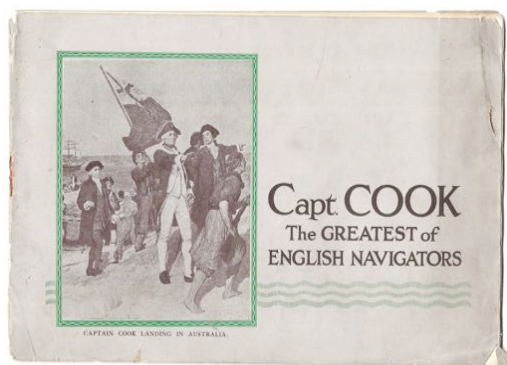 Capt. COOK
The GREATEST of
ENGLISH NAVIGATORS
CAPTAIN COOK LANDING IN AUSTRALIA.